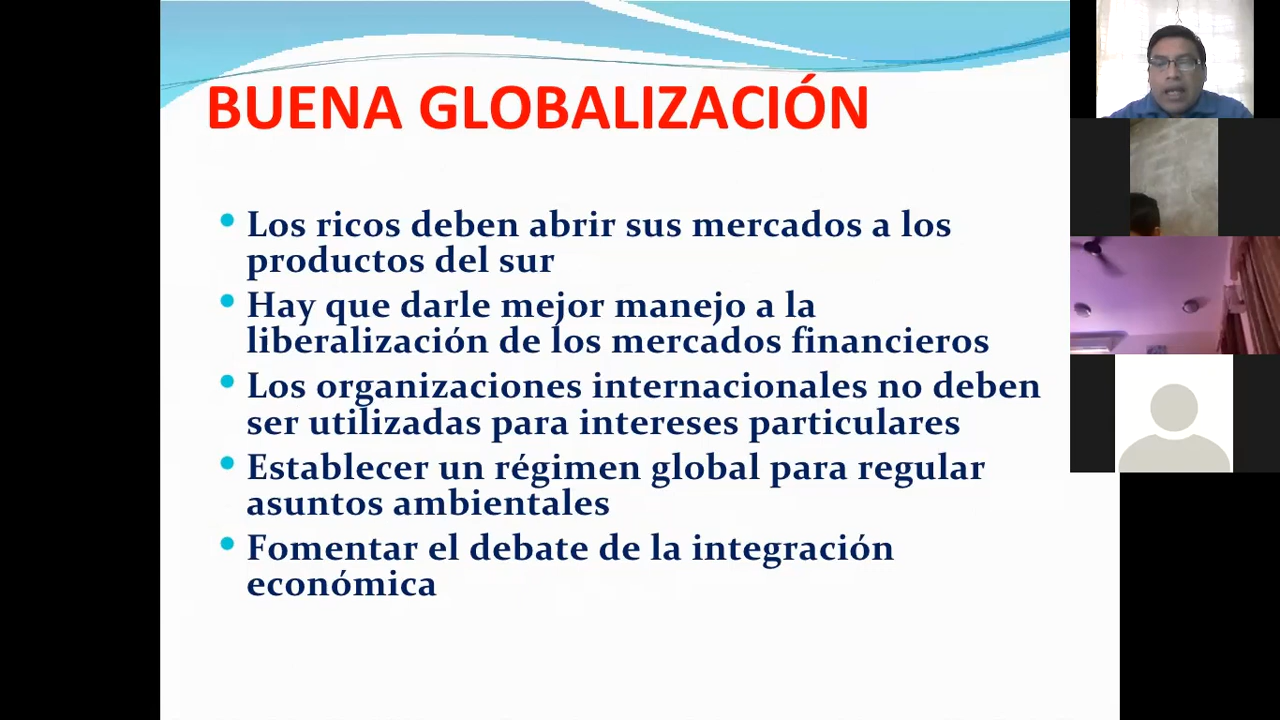 BUENA GLOBALIZACIÓN
• Los ricos deben abrir sus mercados a los
productos del sur
• Hay que darle mejor manejo a la
liberalización de los mercados financieros
• Los organizaciones internacionales no deben
ser utilizadas para intereses particulares
• Establecer un régimen global para regular
asuntos ambientales
• Fomentar el debate de la integración
económica